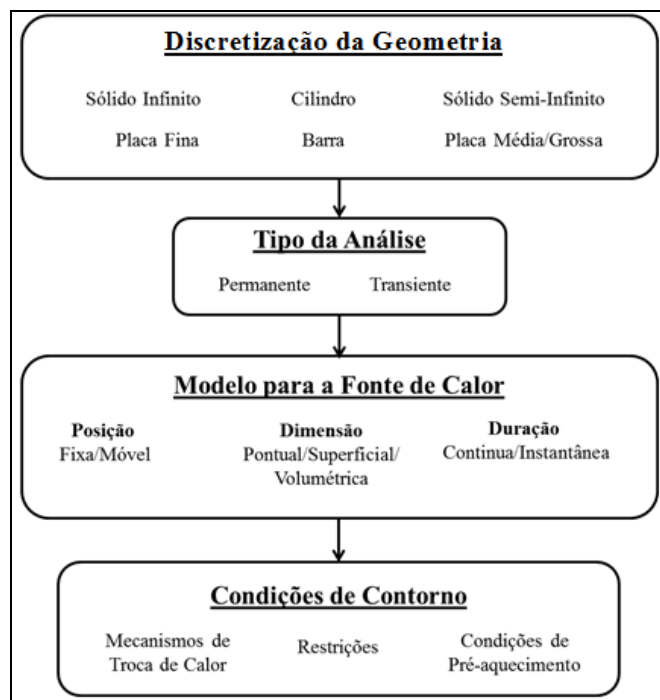 Discretização da Geometria
Sólido Infinito Cilindro Sólido Semi-Infinito
Placa Fina Barra Placa Média/Grossa
Tipo da Análise
Permanente Transiente
Modelo para a Fonte de Calor
Posição Dimensão Duração
Fixa/Móvel Pontual/Superficial/ Continua/Instantânea
Volumétrica
Condições de Contorno
Mecanismos de Restrições Condições de
Troca de Calor Pré-aquecimento